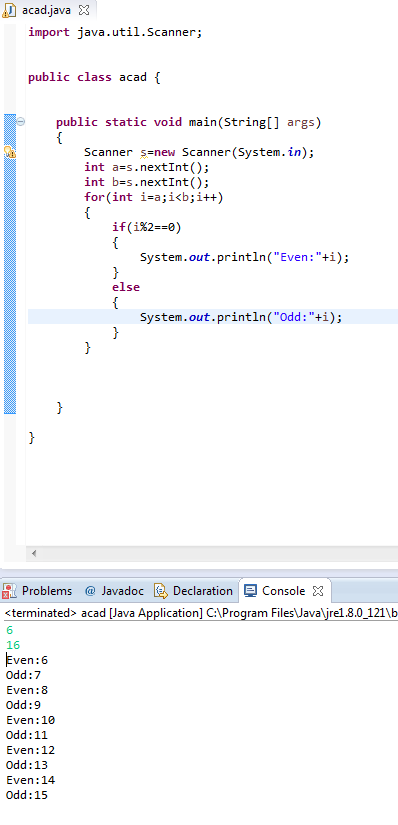 acad.java
import java.util.Scanner;
public class acad {
public static void main(String[] args)
{
Scanner s=new Scanner(System.in);
int a=s.nextInt();
int b=s.nextInt();
for(int i=a;i<b;i++)
{
if(i%2==0)
{
System.out.println("Even:"+i);
}
else
{
System.out.println("Odd:"+i);
}
}
}
}
Problems @ Javadoc Declaration Console
<terminated> acad [Java Application] C:\Program Files\Java\jre1.8.0_121\b
6
16
Even:6
Odd:7
Even:8
Odd:9
Even:10
Odd:11
Even:12
Odd:13
Even:14
Odd:15